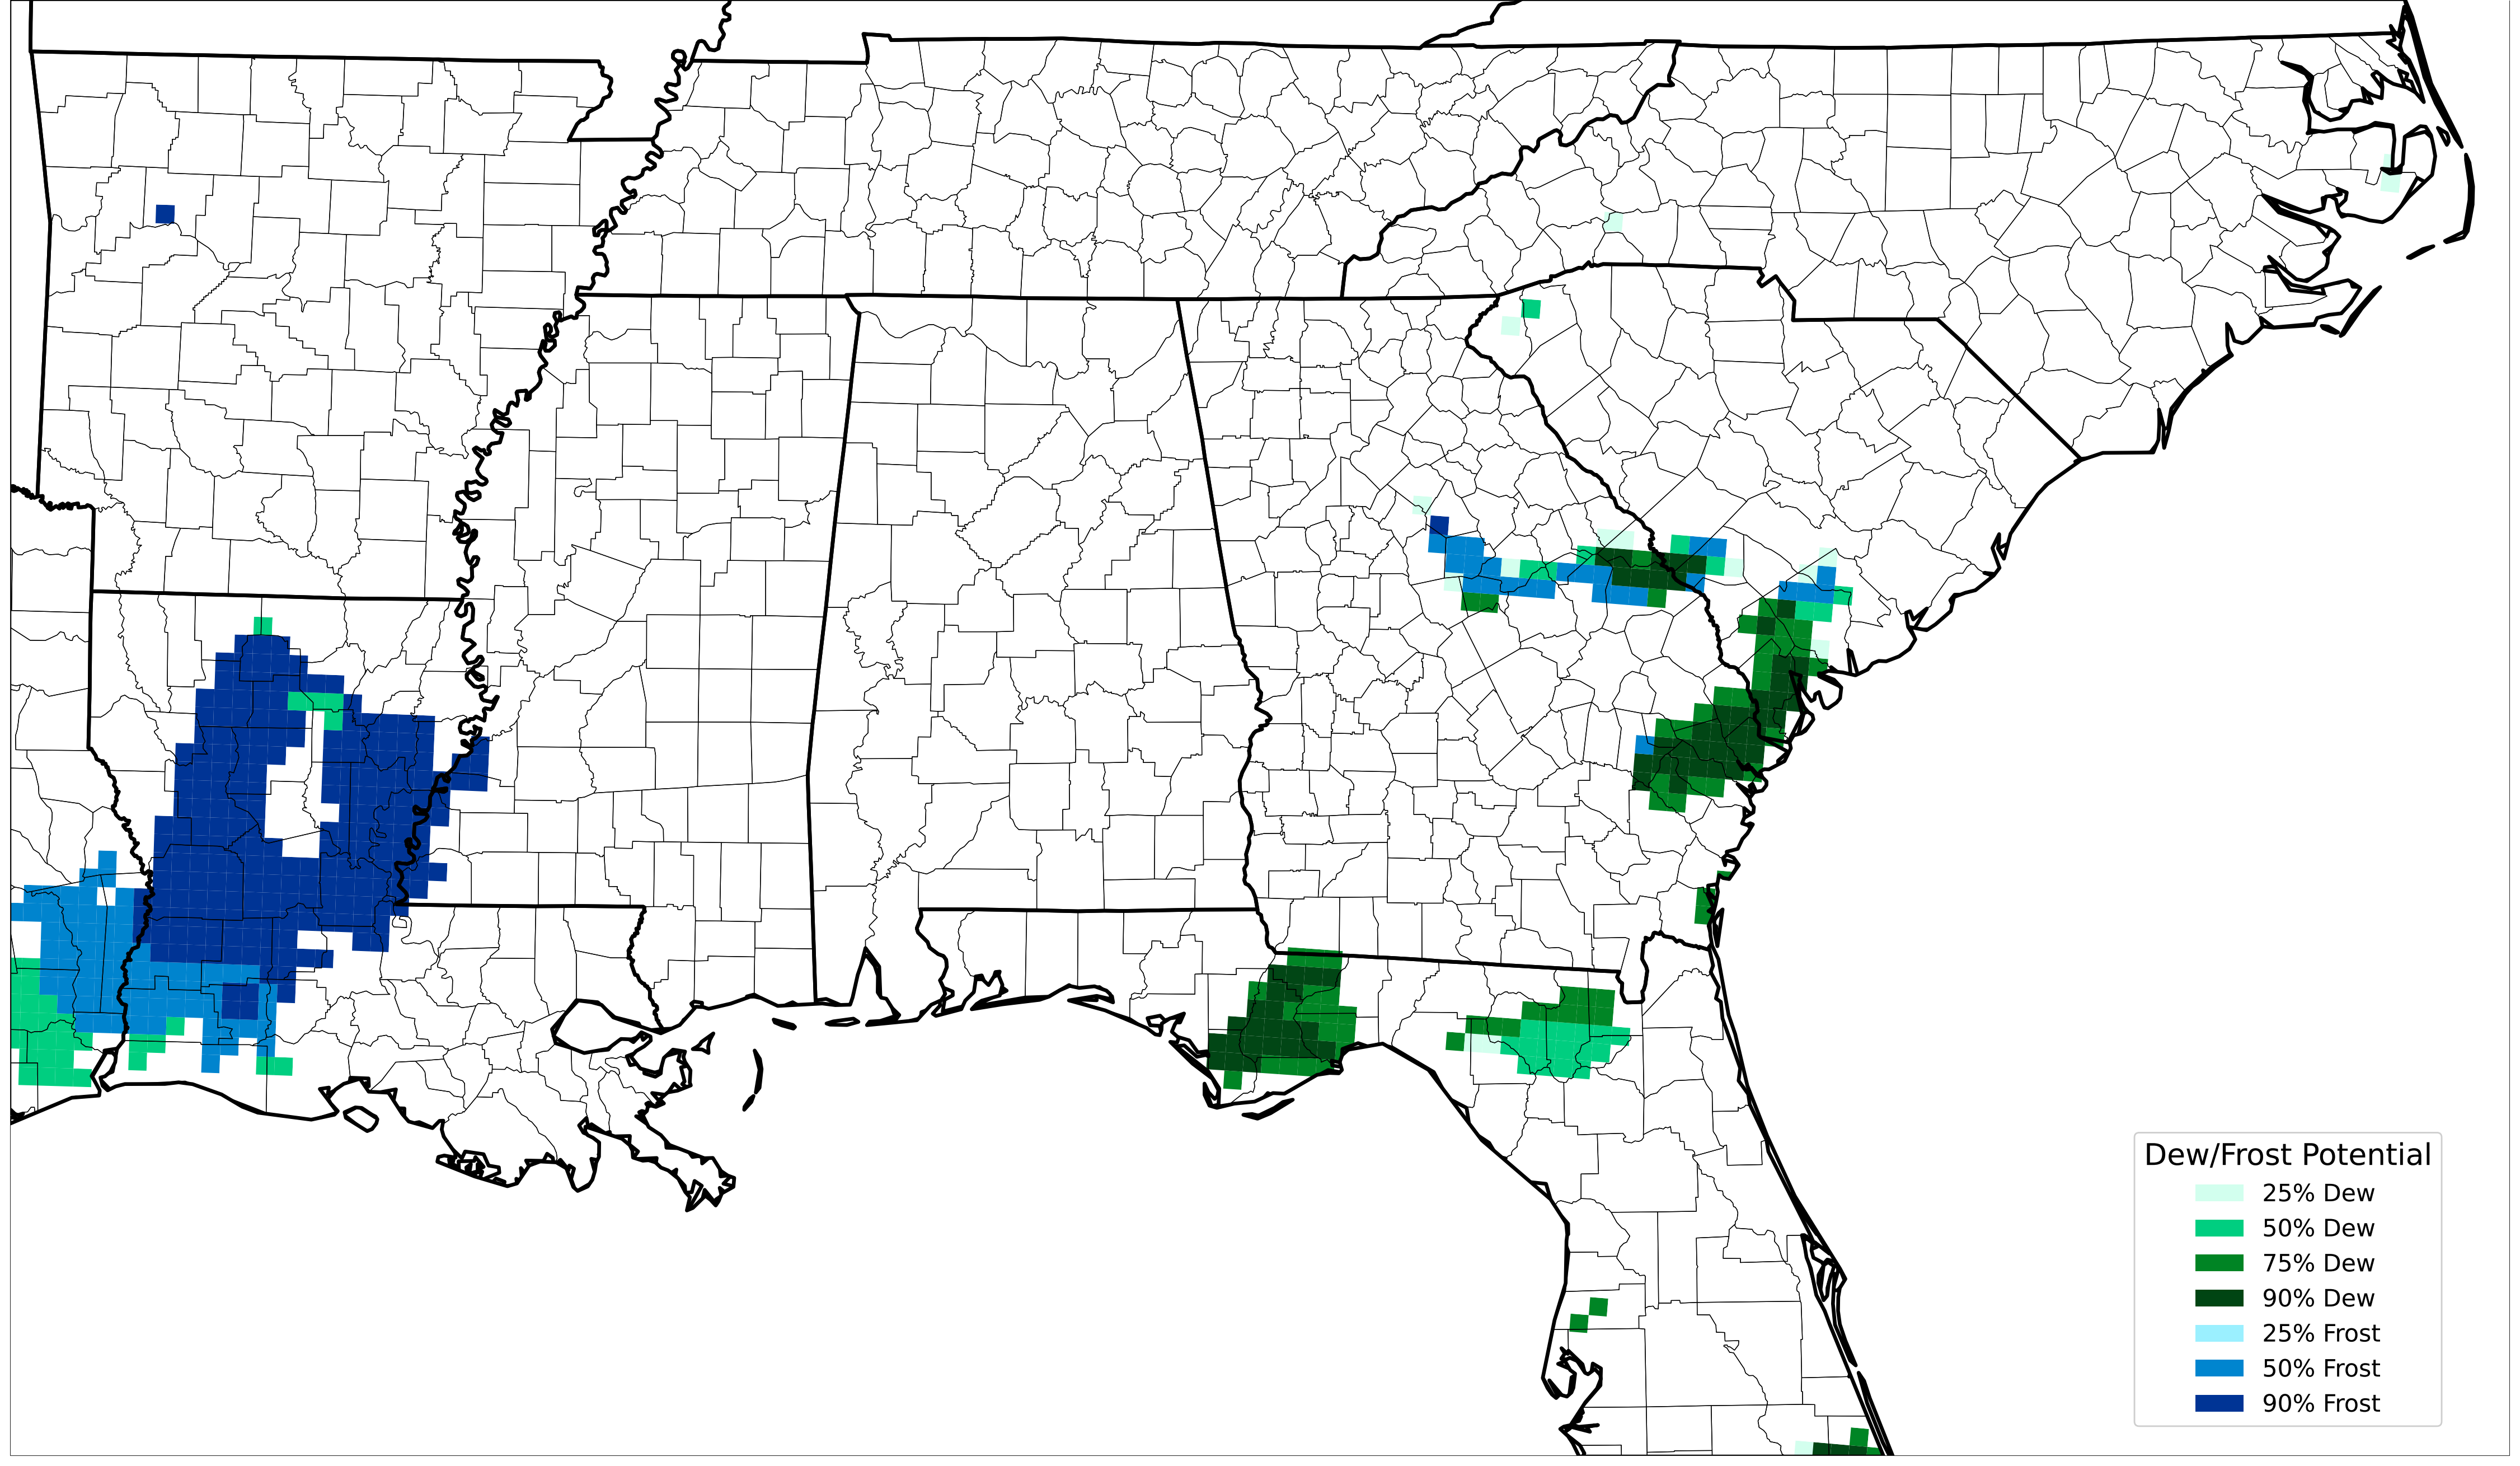 Dew/Frost Potential
25% Dew
50% Dew
75% Dew
90% Dew
25% Frost
50% Frost
90% Frost